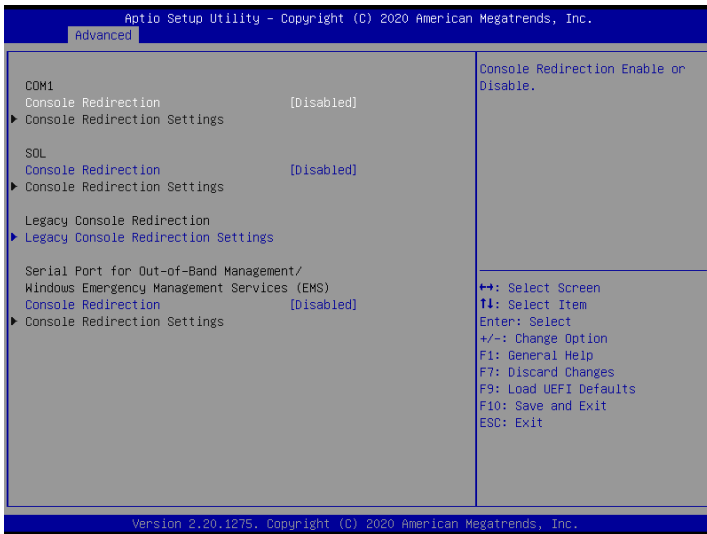 Aptio Setup Utility – Copyright (C) 2020 American Megatrends, Inc.
Advanced
COM1
Console Redirection [Disabled]
▶ Console Redirection Settings
SOL
Console Redirection [Disabled]
▶ Console Redirection Settings
Legacy Console Redirection
▶ Legacy Console Redirection Settings
Serial Port for Out-of-Band Management/
Windows Emergency Management Services (EMS)
Console Redirection [Disabled]
▶ Console Redirection Settings
Console Redirection Enable or
Disable.
↔: Select Screen
↑↓: Select Item
Enter: Select
+/-: Change Option
F1: General Help
F7: Discard Changes
F9: Load UEFI Defaults
F10: Save and Exit
ESC: Exit
Version 2.20.1275. Copyright (C) 2020 American Megatrends, Inc.